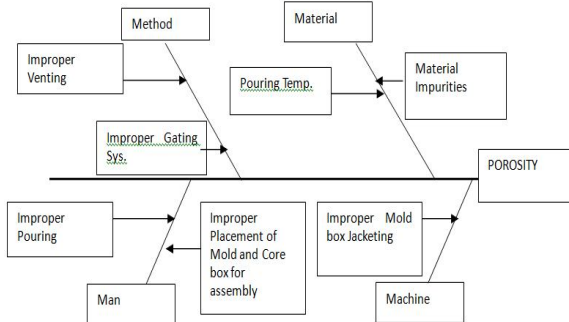 Method
Material
Improper
Venting
Pouring Temp.
Material
Impurities
Improper Gating
Sys.
POROSITY
Improper
Pouring
Improper
Placement of
Mold and Core
box for
assembly
Improper Mold
box Jacketing
Man
Machine